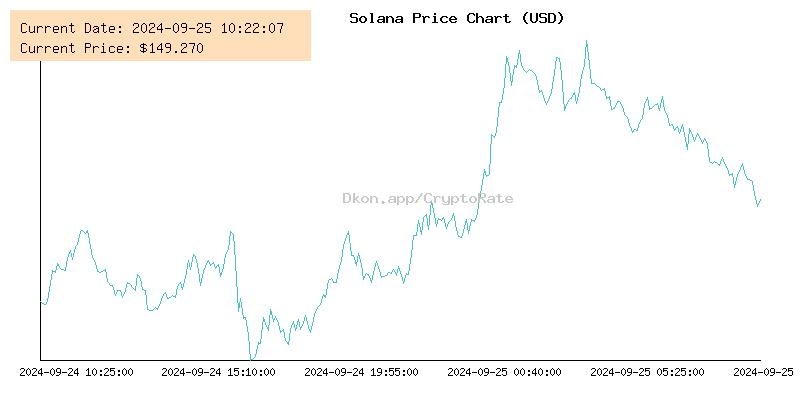 Solana Price Chart (USD)
Current Date: 2024-09-25 10:22:07
Current Price: $149.270
Dkon.app/CryptoRate
2024-09-24 10:25:00 2024-09-24 15:10:00 2024-09-24 19:55:00 2024-09-25 00:40:00 2024-09-25 05:25:00 2024-09-25